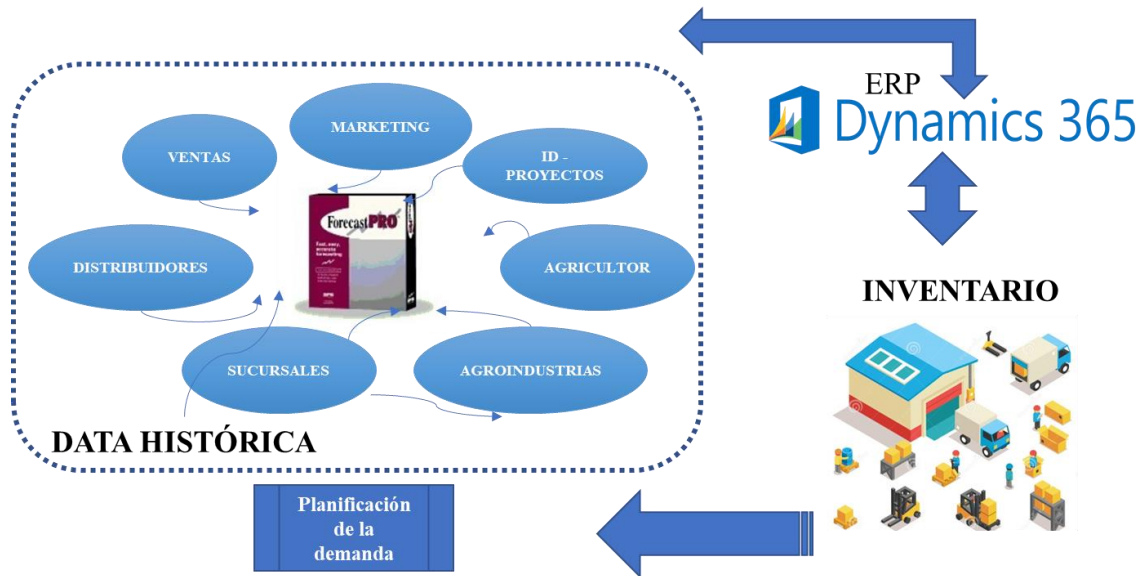 MARKETING
VENTAS
ID -
PROYECTOS
ForecastPRO
DISTRIBUIDORES
AGRICULTOR
SUCURSALES
AGROINDUSTRIAS
DATA HISTÓRICA
Planificación
de la
demanda
ERP
Dynamics 365
INVENTARIO